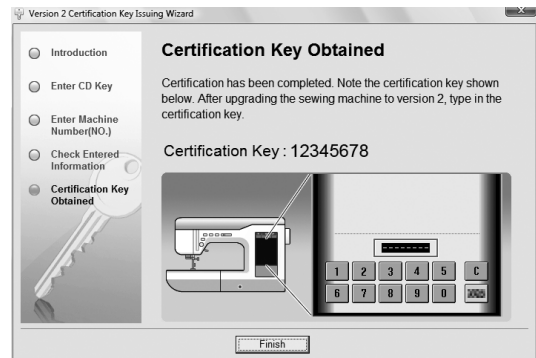 Version 2 Certification Key Issuing Wizard
Introduction
Enter CD Key
Enter Machine
Number(NO.)
Check Entered
Information
Certification Key
Obtained
Certification Key Obtained
Certification has been completed. Note the certification key shown
below. After upgrading the sewing machine to version 2, type in the
certification key.
Certification Key : 12345678
--------
1 2 3 4 5 C
6 7 8 9 0
Finish